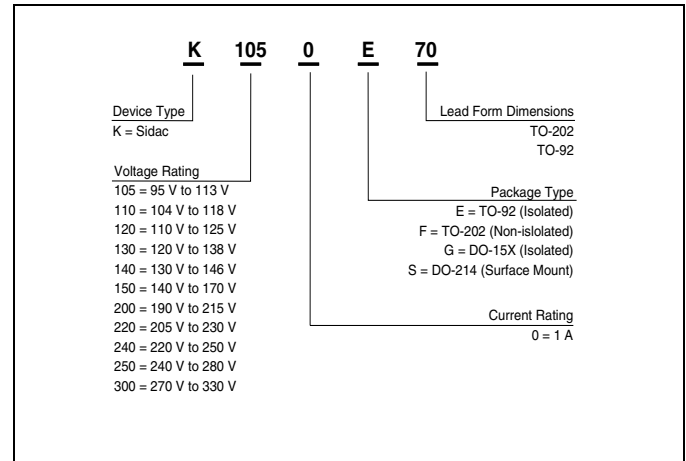 K 105 0 E 70
Device Type
K = Sidac
Voltage Rating
105 = 95 V to 113 V
110 = 104 V to 118 V
120 = 110 V to 125 V
130 = 120 V to 138 V
140 = 130 V to 146 V
150 = 140 V to 170 V
200 = 190 V to 215 V
220 = 205 V to 230 V
240 = 220 V to 250 V
250 = 240 V to 280 V
300 = 270 V to 330 V
Lead Form Dimensions
TO-202
TO-92
Package Type
E = TO-92 (Isolated)
F = TO-202 (Non-islolated)
G = DO-15X (Isolated)
S = DO-214 (Surface Mount)
Current Rating
0 = 1 A